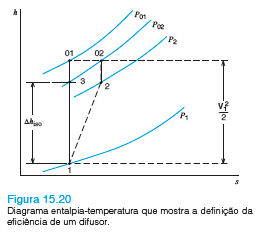 h
P01
P02
P2
01
02
3
2
Δhiso
V1²
2
P1
1
s
Figura 15.20
Diagrama entalpia-temperatura que mostra a definição da
eficiência de um difusor.